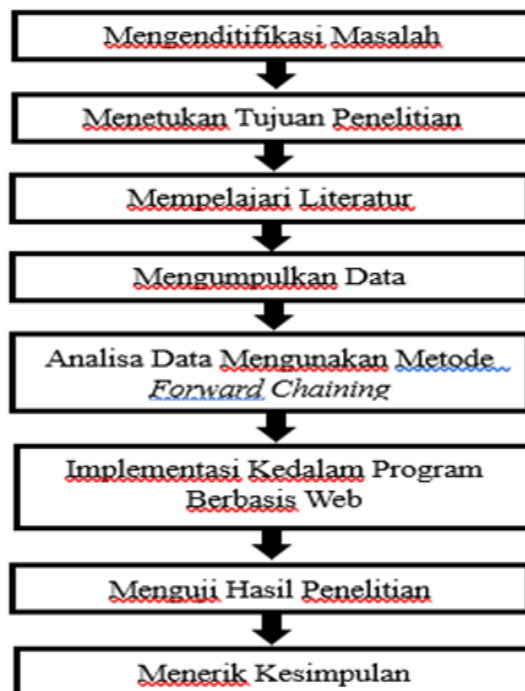 Mengenditifikasi Masalah
Menetukan Tujuan Penelitian
Mempelajari Literatur
Mengumpulkan Data
Analisa Data Mengunakan Metode
Forward Chaining
Implementasi Kedalam Program
Berbasis Web
Menguji Hasil Penelitian
Menerik Kesimpulan